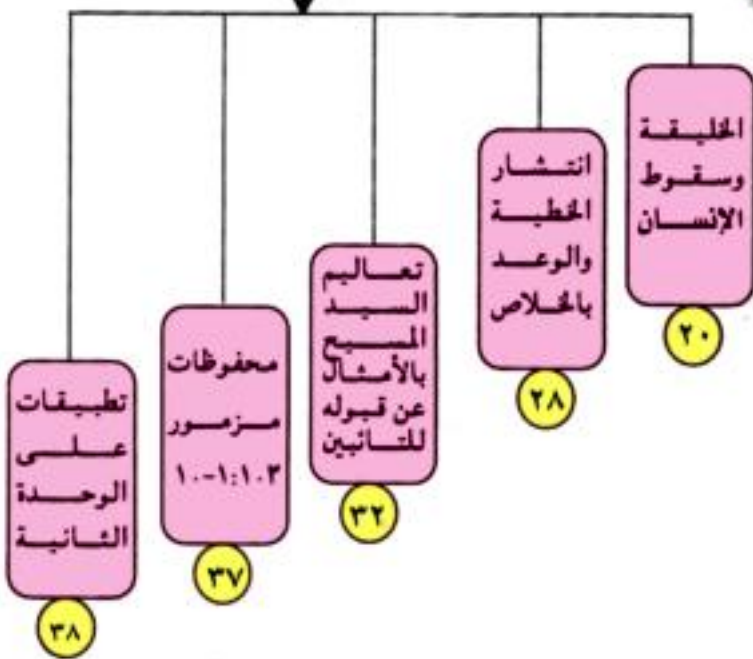 الخليقة
وسقوط
الإنسان
٢٠
انتشار
الخطية
والوعد
بالخلاص
٢٨
تعاليم
السيد
المسيح
بالأمثال
عن قبوله
للتائبين
٣٢
محفوظات
مزمور
١٠٣:١-١٠
٣٧
تطبيقات
على
الوحدة
الثانية
٣٨